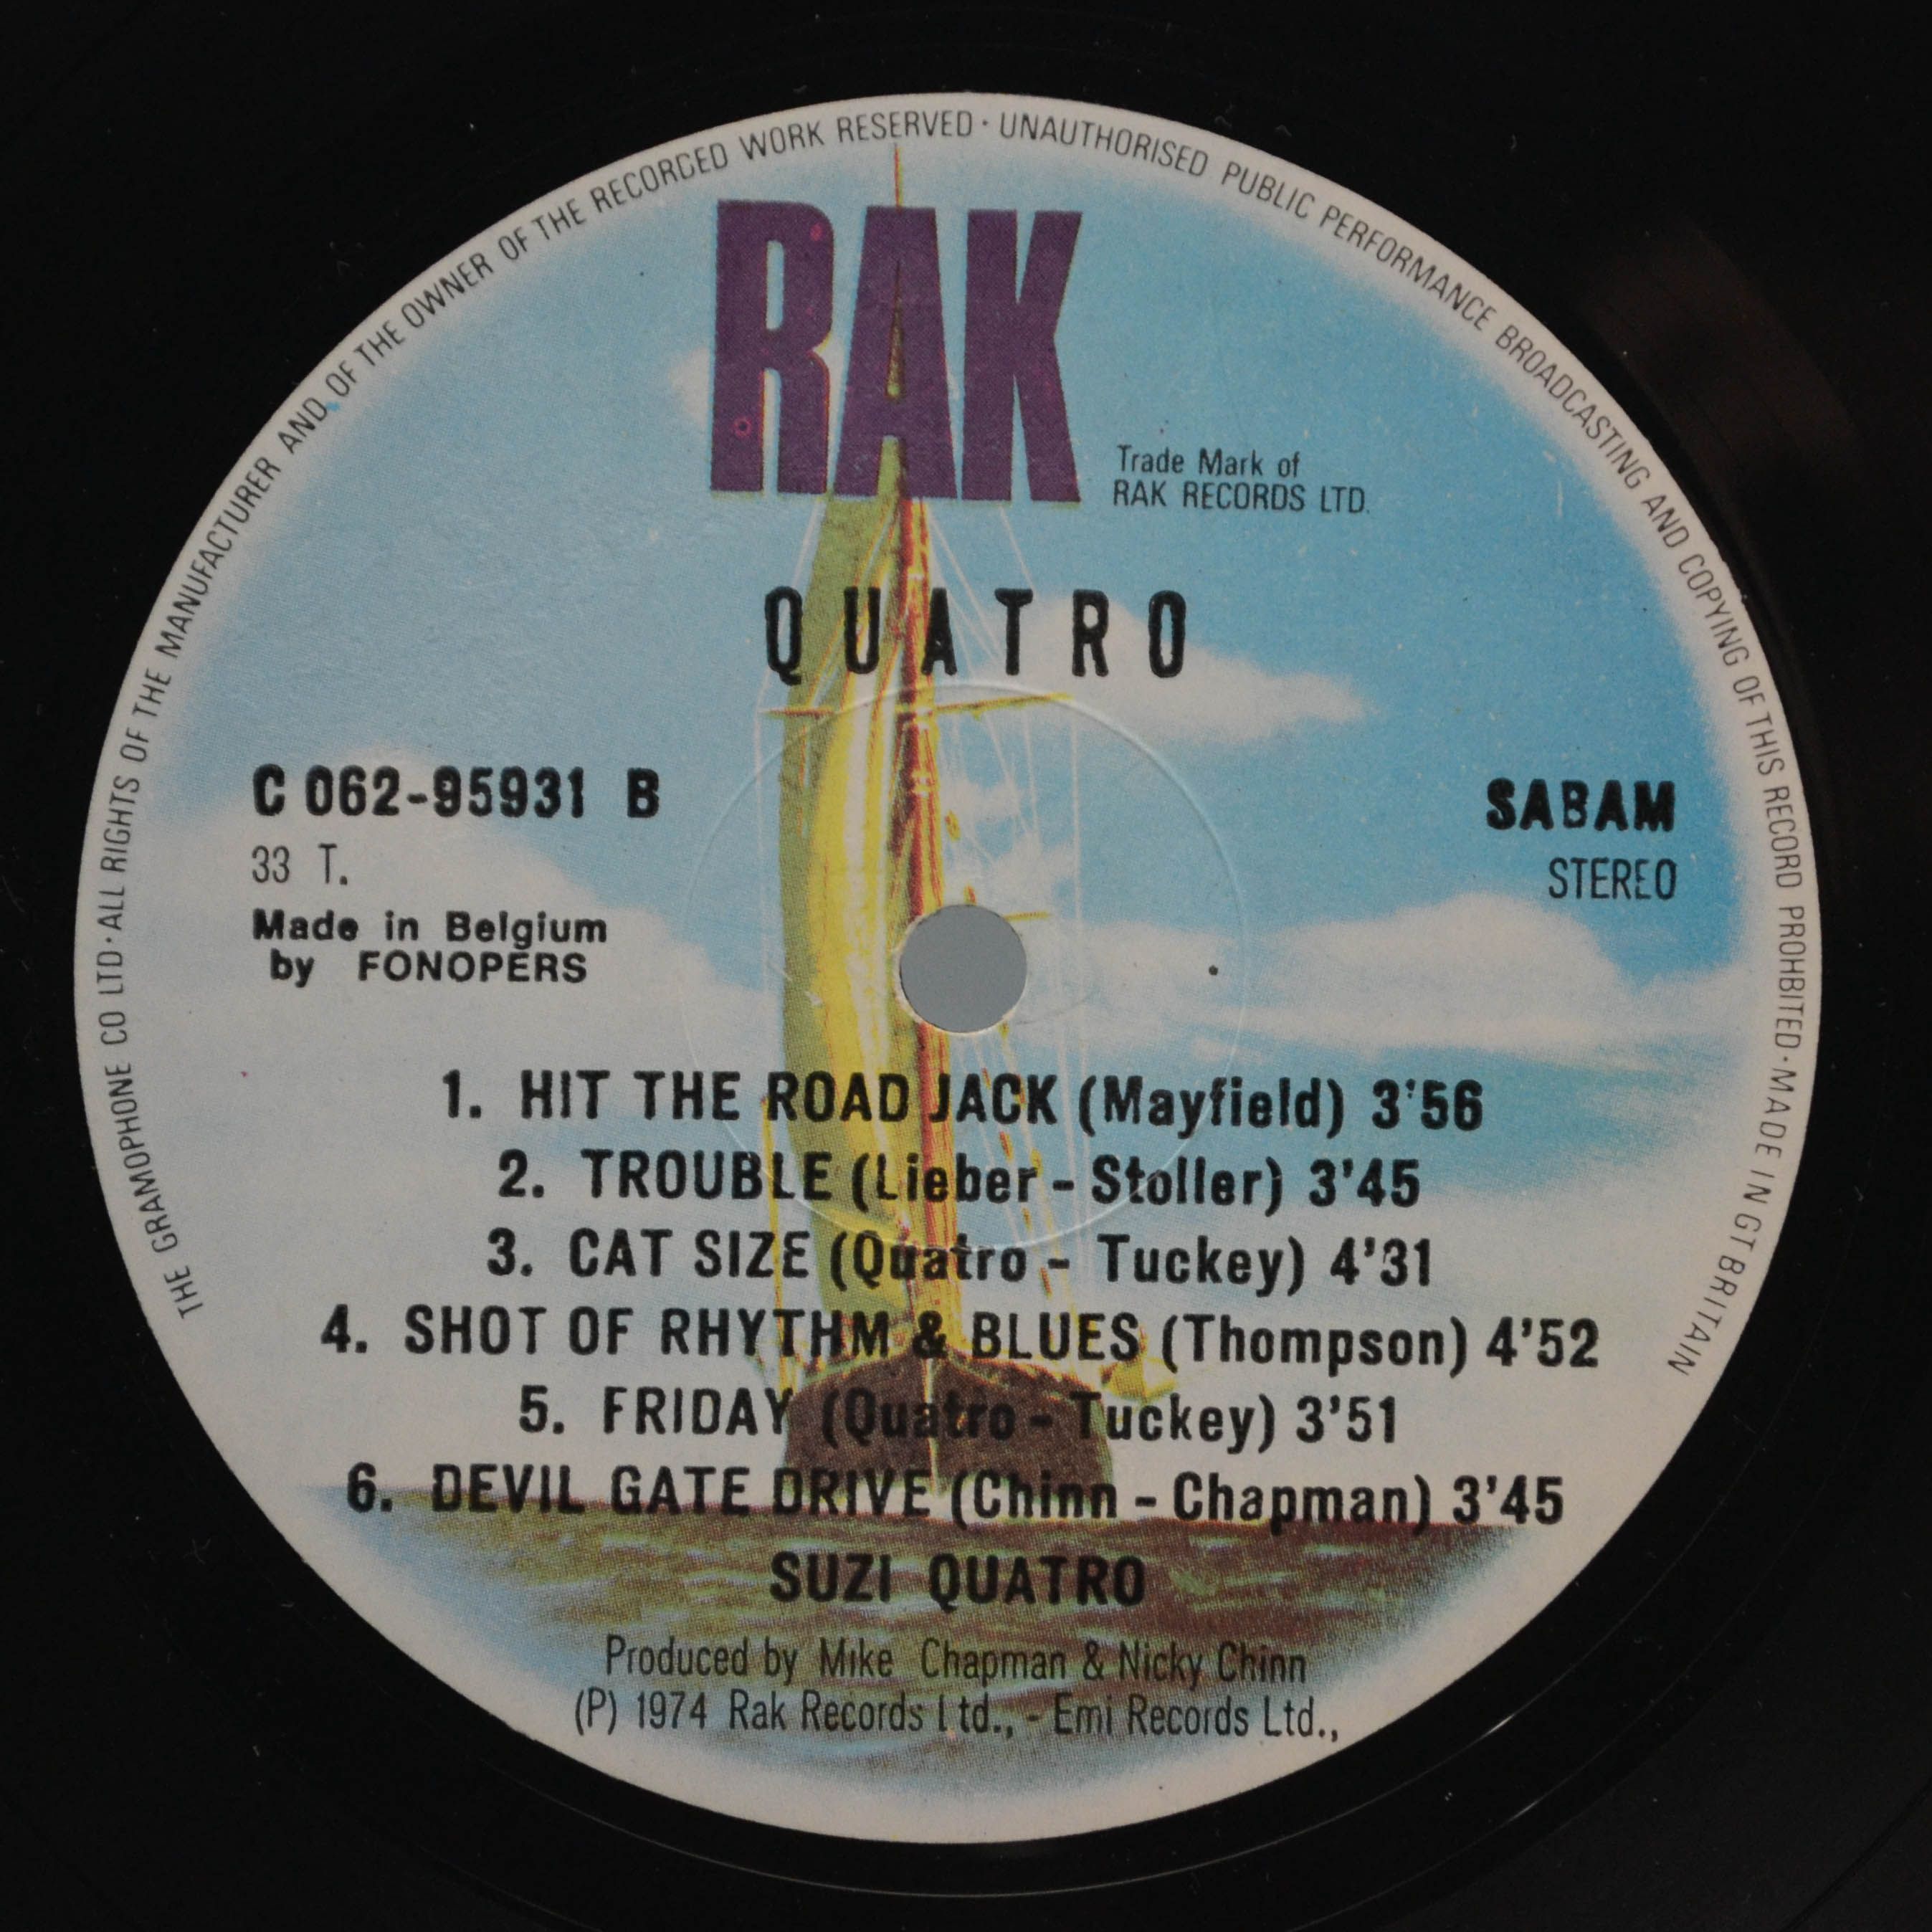 THE GRAMOPHONE CO LTD · ALL RIGHTS OF THE MANUFACTURER AND OF THE OWNER OF THE RECORDED WORK RESERVED · UNAUTHORISED PUBLIC PERFORMANCE BROADCASTING AND COPYING OF THIS RECORD PROHBITED · MADE IN GT BRITAIN
RAK
Trade Mark of
RAK RECORDS LTD.
QUATRO
C 062-95931 B
SABAM
33 T.
STEREO
Made in Belgium
by FONOPERS
1. HIT THE ROAD JACK (Mayfield) 3'56
2. TROUBLE (Lieber - Stoller) 3'45
3. CAT SIZE (Quatro - Tuckey) 4'31
4. SHOT OF RHYTHM & BLUES (Thompson) 4'52
5. FRIDAY (Quatro - Tuckey) 3'51
6. DEVIL GATE DRIVE (Chinn - Chapman) 3'45
SUZI QUATRO
Produced by Mike Chapman & Nicky Chinn
(P) 1974 Rak Records Ltd., - Emi Records Ltd.,